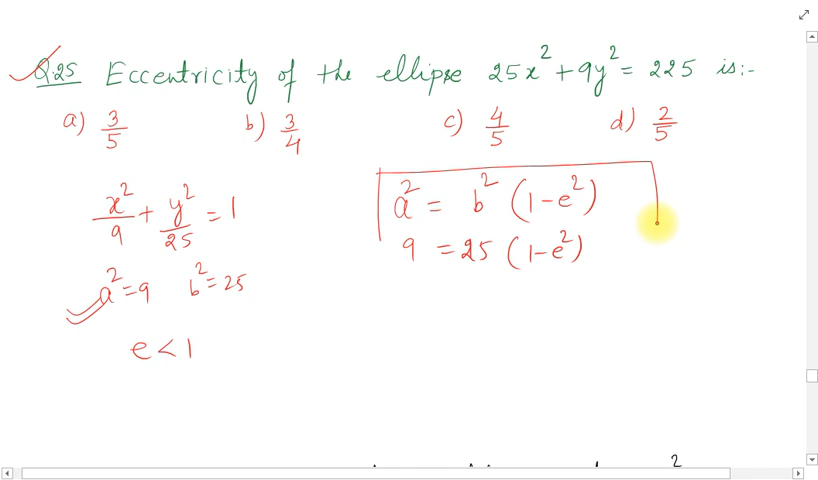 Q.25 Eccentricity of the ellipse 25x² + 9y² = 225 is:-
a) 3/5 b) 3/4 c) 4/5 d) 2/5
x²/9 + y²/25 = 1
a² = 9 b² = 25
e < 1
a² = b² (1-e²)
9 = 25 (1-e²)